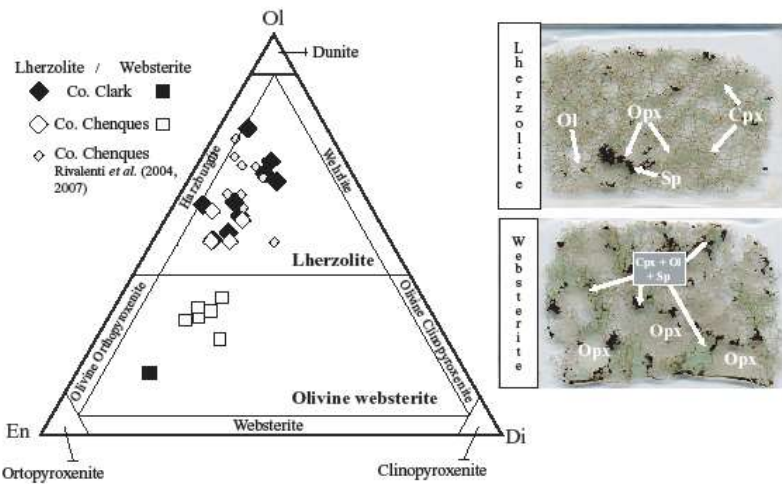 Ol
Dunite
Lherzolite / Websterite
Co. Clark
Co. Chenques
Co. Chenques
Rivalenti et al. (2004,
2007)
Harzburgite
Wehrlite
Lherzolite
Olivine Orthopyroxenite
Olivine Clinopyroxenite
Olivine websterite
Websterite
En
Di
Ortopyroxenite
Clinopyroxenite
Lherzolite
Ol
Opx
Cpx
Sp
Websterite
Cpx + Ol
+ Sp
Opx
Opx
Opx